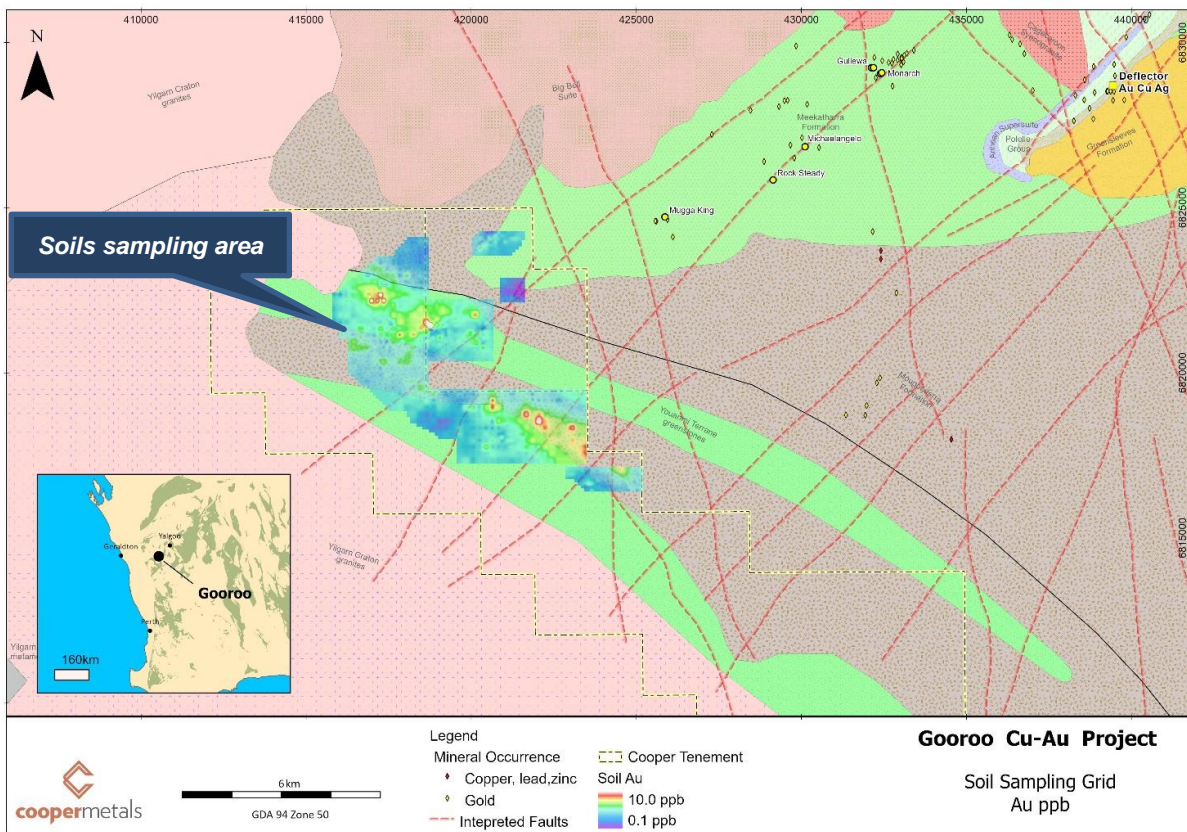 410000
415000
420000
425000
430000
435000
440000
6830000
6825000
6820000
6815000
N
Yilgarn Craton
granites
Big Bell
Suite
Gullewa
Monarch
Meekatharra
Formation
Michaelangelo
Rock Steady
Mugga King
Deflector
Au Cu Ag
Polelle
Group
Greensleeves
Formation
Soils sampling area
Youanmi Terrane
greenstones
Formation
Yilgarn Craton
granites
Geraldton
Yalgoo
Gooroo
Perth
160km
coopermetals
6 km
GDA 94 Zone 50
Legend
Mineral Occurrence
Copper, lead,zinc
Gold
Intepreted Faults
Cooper Tenement
Soil Au
10.0 ppb
0.1 ppb
Gooroo Cu-Au Project
Soil Sampling Grid
Au ppb